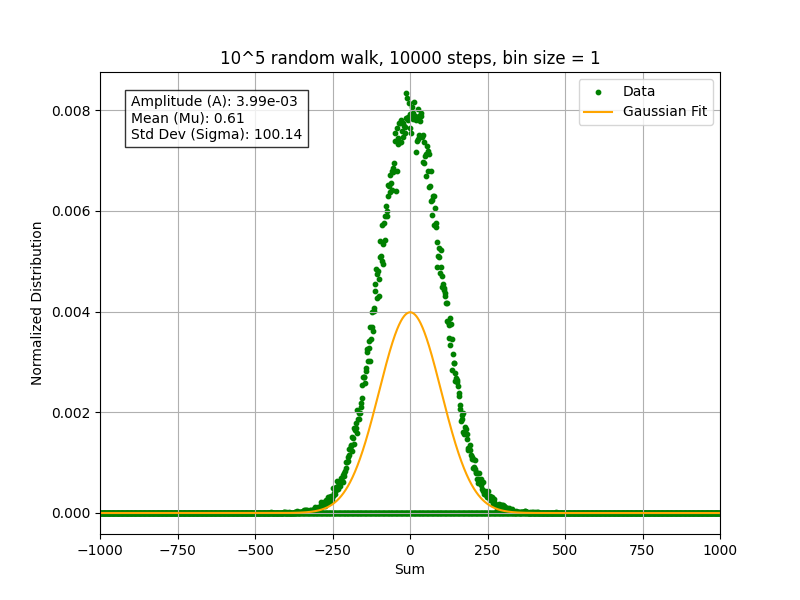 10^5 random walk, 10000 steps, bin size = 1
Amplitude (A): 3.99e-03
Mean (Mu): 0.61
Std Dev (Sigma): 100.14
Data
Gaussian Fit
Normalized Distribution
0.008
0.006
0.004
0.002
0.000
−1000 −750 −500 −250 0 250 500 750 1000
Sum